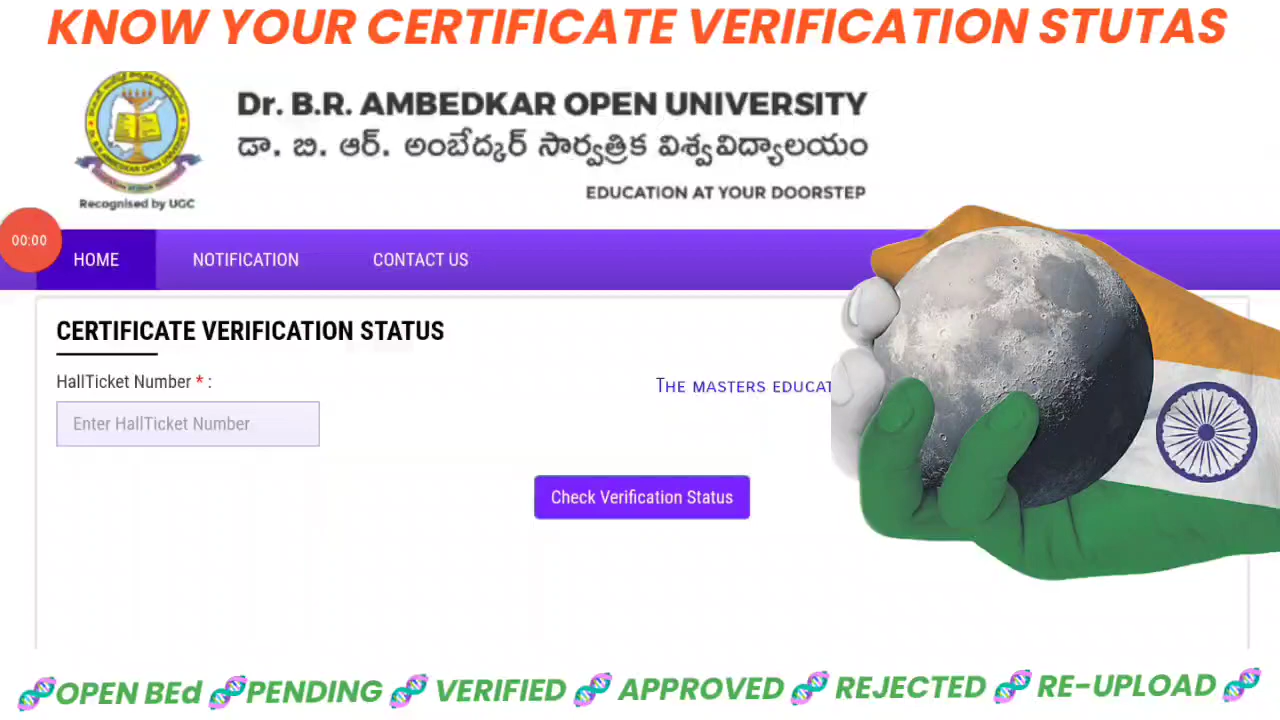 KNOW YOUR CERTIFICATE VERIFICATION STUTAS
Dr. B.R. AMBEDKAR OPEN UNIVERSITY
డా. బి. ఆర్. అంబేద్కర్ సార్వత్రిక విశ్వవిద్యాలయం
EDUCATION AT YOUR DOORSTEP
Recognised by UGC
00:00
HOME NOTIFICATION CONTACT US
CERTIFICATE VERIFICATION STATUS
HallTicket Number * :
THE MASTERS EDUCAT
Enter HallTicket Number
Check Verification Status
OPEN BEd PENDING VERIFIED APPROVED REJECTED RE-UPLOAD